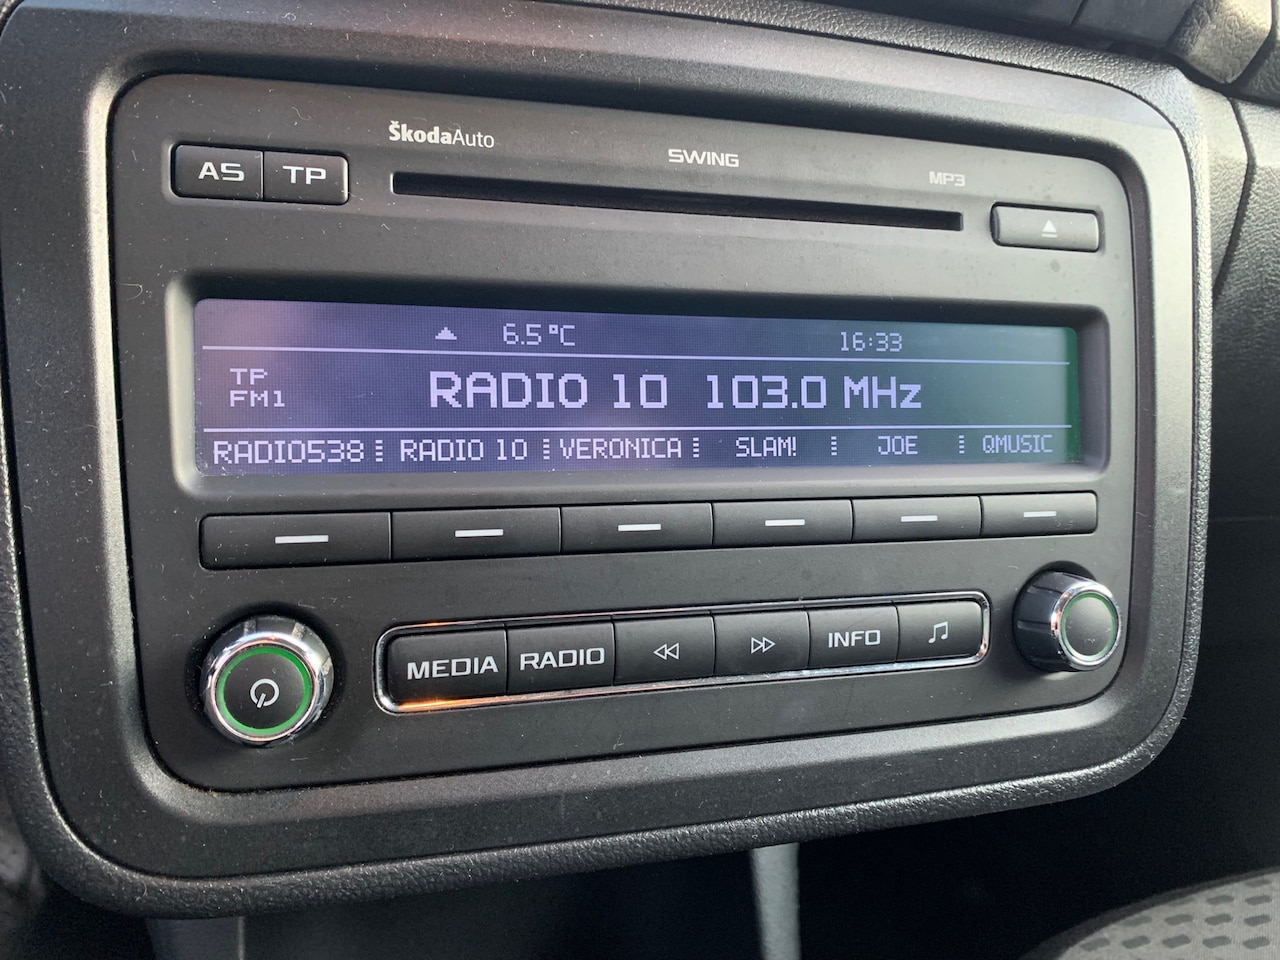 ŠkodaAuto
SWING
MP3
AS TP
6.5°C 16:33
TP
FM1
RADIO 10 103.0 MHz
RADIO538 RADIO 10 VERONICA SLAM! JOE QMUSIC
MEDIA RADIO INFO